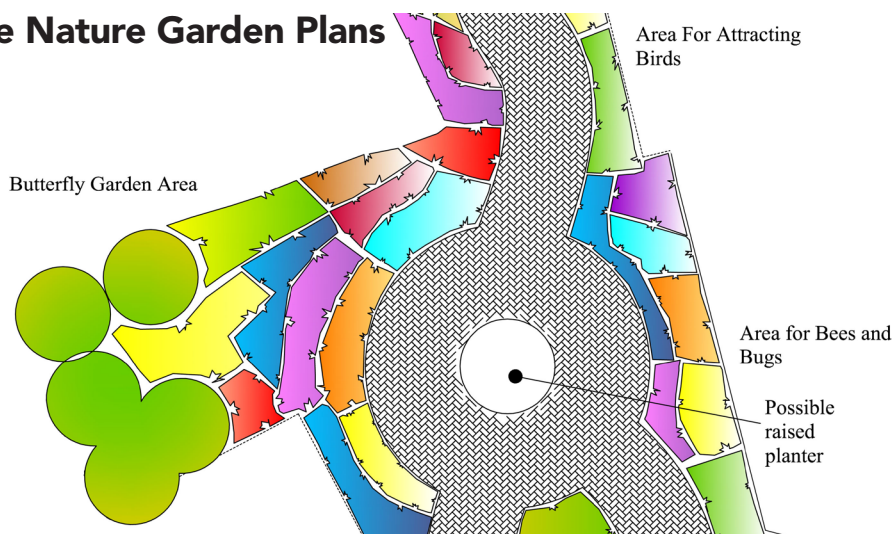 e Nature Garden Plans
Area For Attracting
Birds
Butterfly Garden Area
Area for Bees and
Bugs
Possible
raised
planter